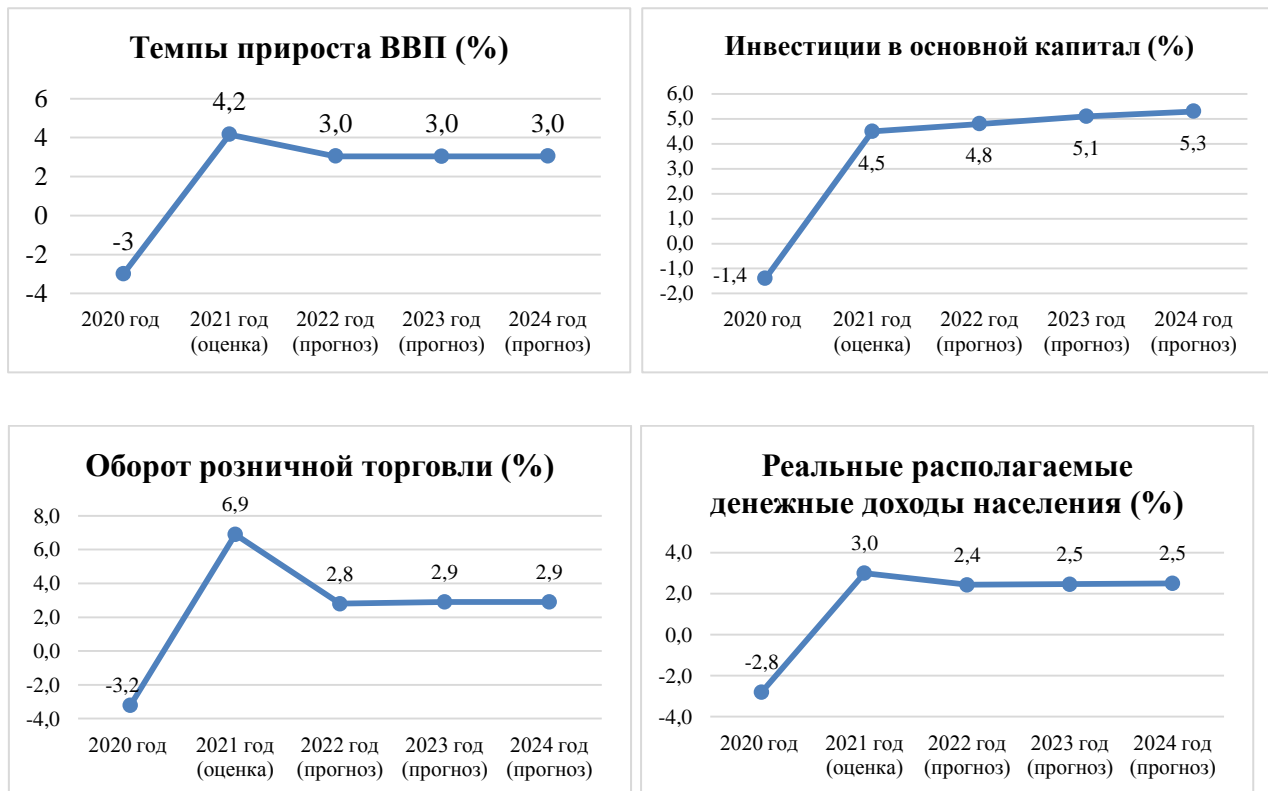 Темпы прироста ВВП (%)
6
4
2
0
-2
-4
-3
4,2
3,0
3,0
3,0
2020 год
2021 год
(оценка)
2022 год
(прогноз)
2023 год
(прогноз)
2024 год
(прогноз)
Инвестиции в основной капитал (%)
6,0
5,0
4,0
3,0
2,0
1,0
0,0
-1,0
-2,0
-1,4
4,5
4,8
5,1
5,3
2020 год
2021 год
(оценка)
2022 год
(прогноз)
2023 год
(прогноз)
2024 год
(прогноз)
Оборот розничной торговли (%)
8,0
6,0
4,0
2,0
0,0
-2,0
-4,0
-3,2
6,9
2,8
2,9
2,9
2020 год
2021 год
(оценка)
2022 год
(прогноз)
2023 год
(прогноз)
2024 год
(прогноз)
Реальные располагаемые
денежные доходы населения (%)
4,0
2,0
0,0
-2,0
-4,0
-2,8
3,0
2,4
2,5
2,5
2020 год
2021 год
(оценка)
2022 год
(прогноз)
2023 год
(прогноз)
2024 год
(прогноз)